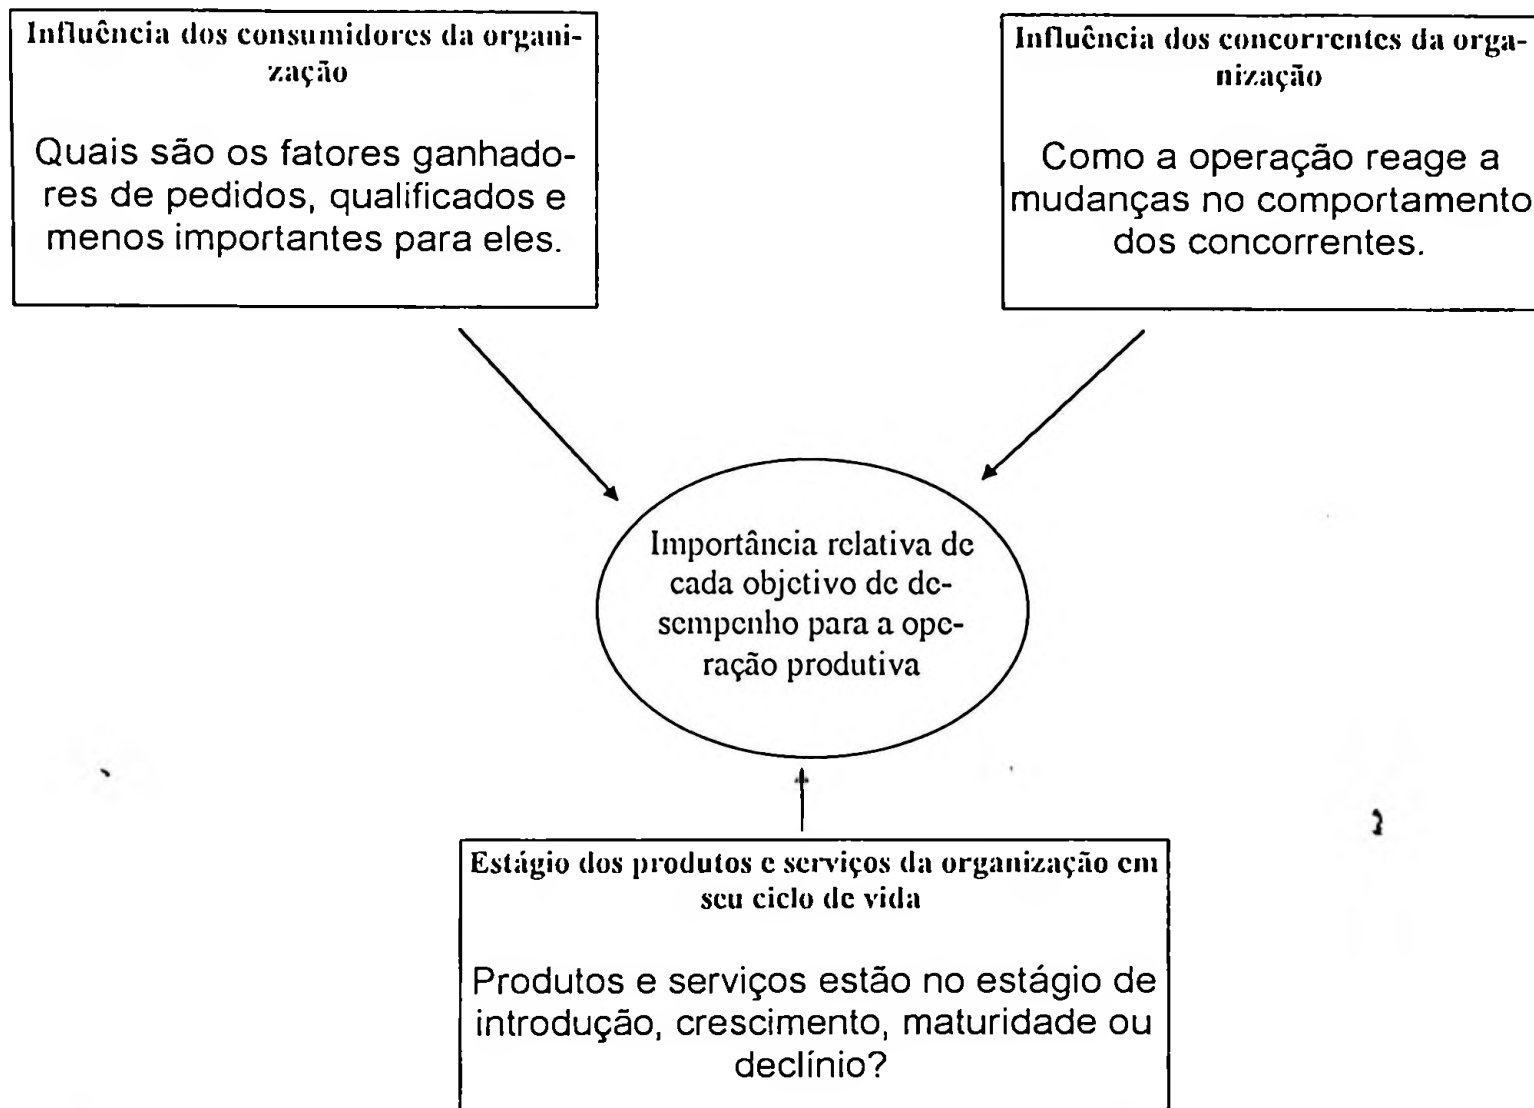 Influência dos consumidores da organi-
zação
Quais são os fatores ganhado-
res de pedidos, qualificados e
menos importantes para eles.
Influência dos concorrentes da orga-
nização
Como a operação reage a
mudanças no comportamento
dos concorrentes.
Importância relativa de
cada objetivo de de-
sempenho para a ope-
ração produtiva
Estágio dos produtos e serviços da organização em
seu ciclo de vida
Produtos e serviços estão no estágio de
introdução, crescimento, maturidade ou
declínio?